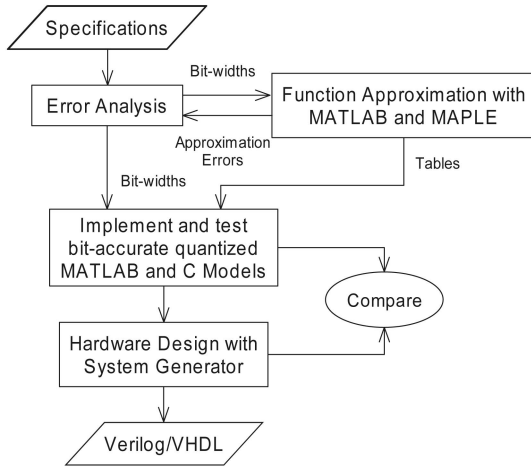 Specifications
Bit-widths
Error Analysis
Function Approximation with
MATLAB and MAPLE
Approximation
Errors
Bit-widths
Tables
Implement and test
bit-accurate quantized
MATLAB and C Models
Compare
Hardware Design with
System Generator
Verilog/VHDL